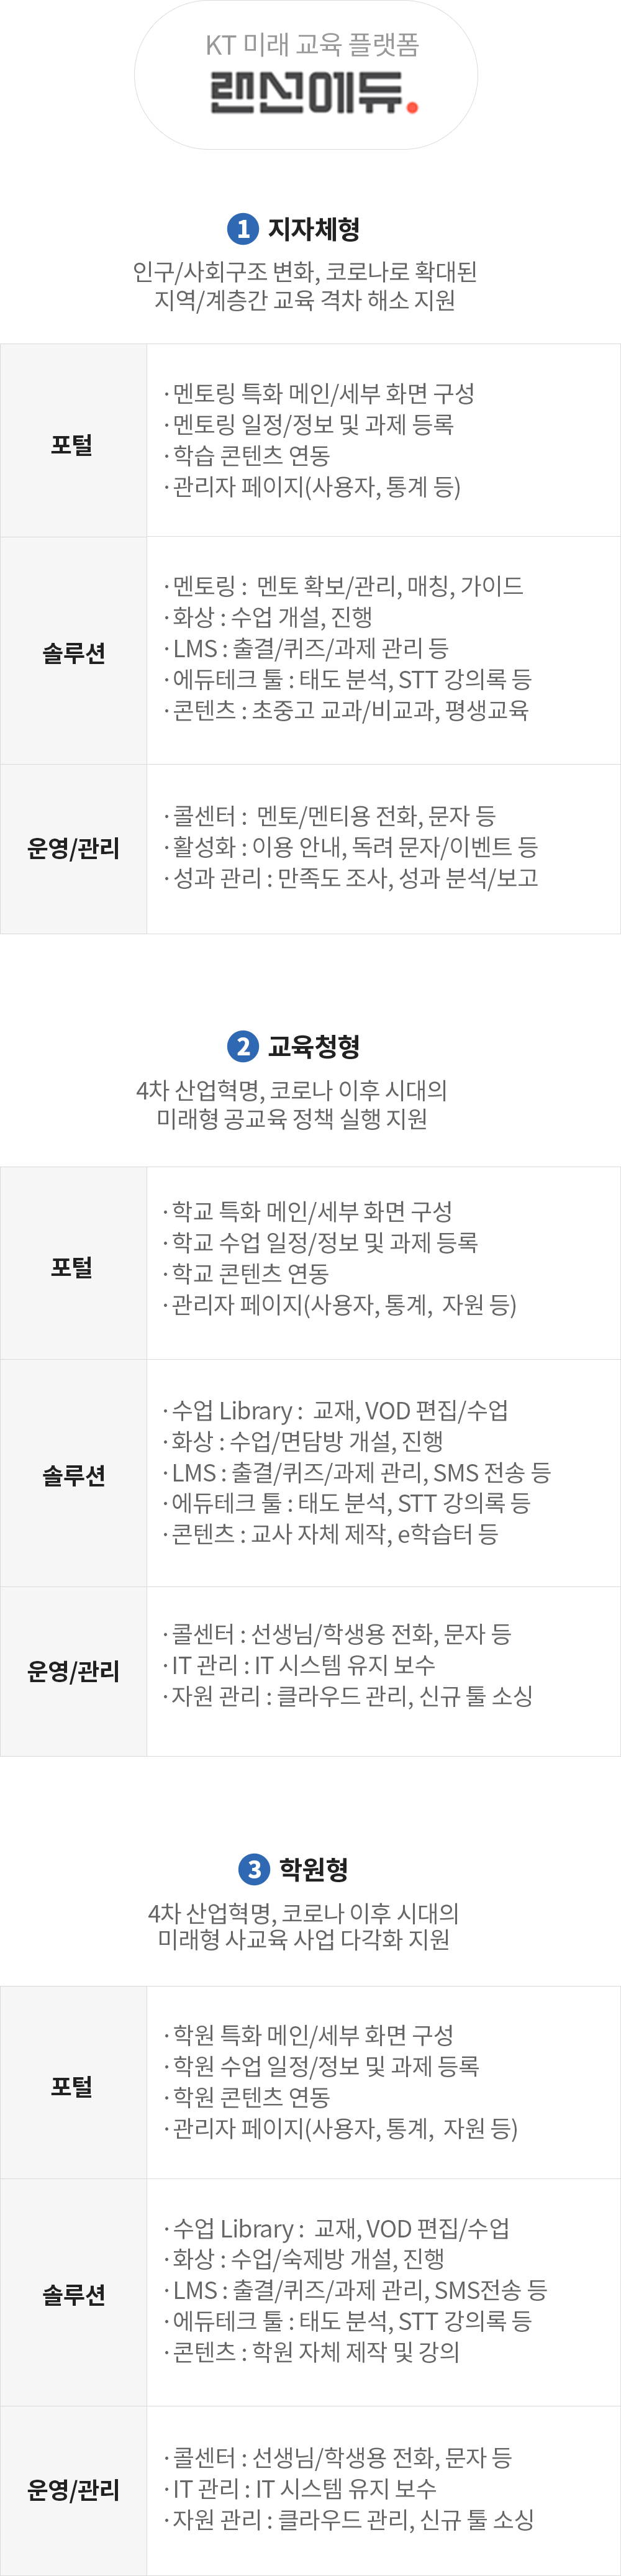 KT 미래 교육 플랫폼
랜선에듀.
1 지자체형
인구/사회구조 변화, 코로나로 확대된
지역/계층간 교육 격차 해소 지원
포털
· 멘토링 특화 메인/세부 화면 구성
· 멘토링 일정/정보 및 과제 등록
· 학습 콘텐츠 연동
· 관리자 페이지(사용자, 통계 등)
솔루션
· 멘토링 : 멘토 확보/관리, 매칭, 가이드
· 화상 : 수업 개설, 진행
· LMS : 출결/퀴즈/과제 관리 등
· 에듀테크 툴 : 태도 분석, STT 강의록 등
· 콘텐츠 : 초중고 교과/비교과, 평생교육
운영/관리
· 콜센터 : 멘토/멘티용 전화, 문자 등
· 활성화 : 이용 안내, 독려 문자/이벤트 등
· 성과 관리 : 만족도 조사, 성과 분석/보고
2 교육청형
4차 산업혁명, 코로나 이후 시대의
미래형 공교육 정책 실행 지원
포털
· 학교 특화 메인/세부 화면 구성
· 학교 수업 일정/정보 및 과제 등록
· 학교 콘텐츠 연동
· 관리자 페이지(사용자, 통계, 자원 등)
솔루션
· 수업 Library : 교재, VOD 편집/수업
· 화상 : 수업/면담방 개설, 진행
· LMS : 출결/퀴즈/과제 관리, SMS 전송 등
· 에듀테크 툴 : 태도 분석, STT 강의록 등
· 콘텐츠 : 교사 자체 제작, e학습터 등
운영/관리
· 콜센터 : 선생님/학생용 전화, 문자 등
· IT 관리 : IT 시스템 유지 보수
· 자원 관리 : 클라우드 관리, 신규 툴 소싱
3 학원형
4차 산업혁명, 코로나 이후 시대의
미래형 사교육 사업 다각화 지원
포털
· 학원 특화 메인/세부 화면 구성
· 학원 수업 일정/정보 및 과제 등록
· 학원 콘텐츠 연동
· 관리자 페이지(사용자, 통계, 자원 등)
솔루션
· 수업 Library : 교재, VOD 편집/수업
· 화상 : 수업/숙제방 개설, 진행
· LMS : 출결/퀴즈/과제 관리, SMS전송 등
· 에듀테크 툴 : 태도 분석, STT 강의록 등
· 콘텐츠 : 학원 자체 제작 및 강의
운영/관리
· 콜센터 : 선생님/학생용 전화, 문자 등
· IT 관리 : IT 시스템 유지 보수
· 자원 관리 : 클라우드 관리, 신규 툴 소싱